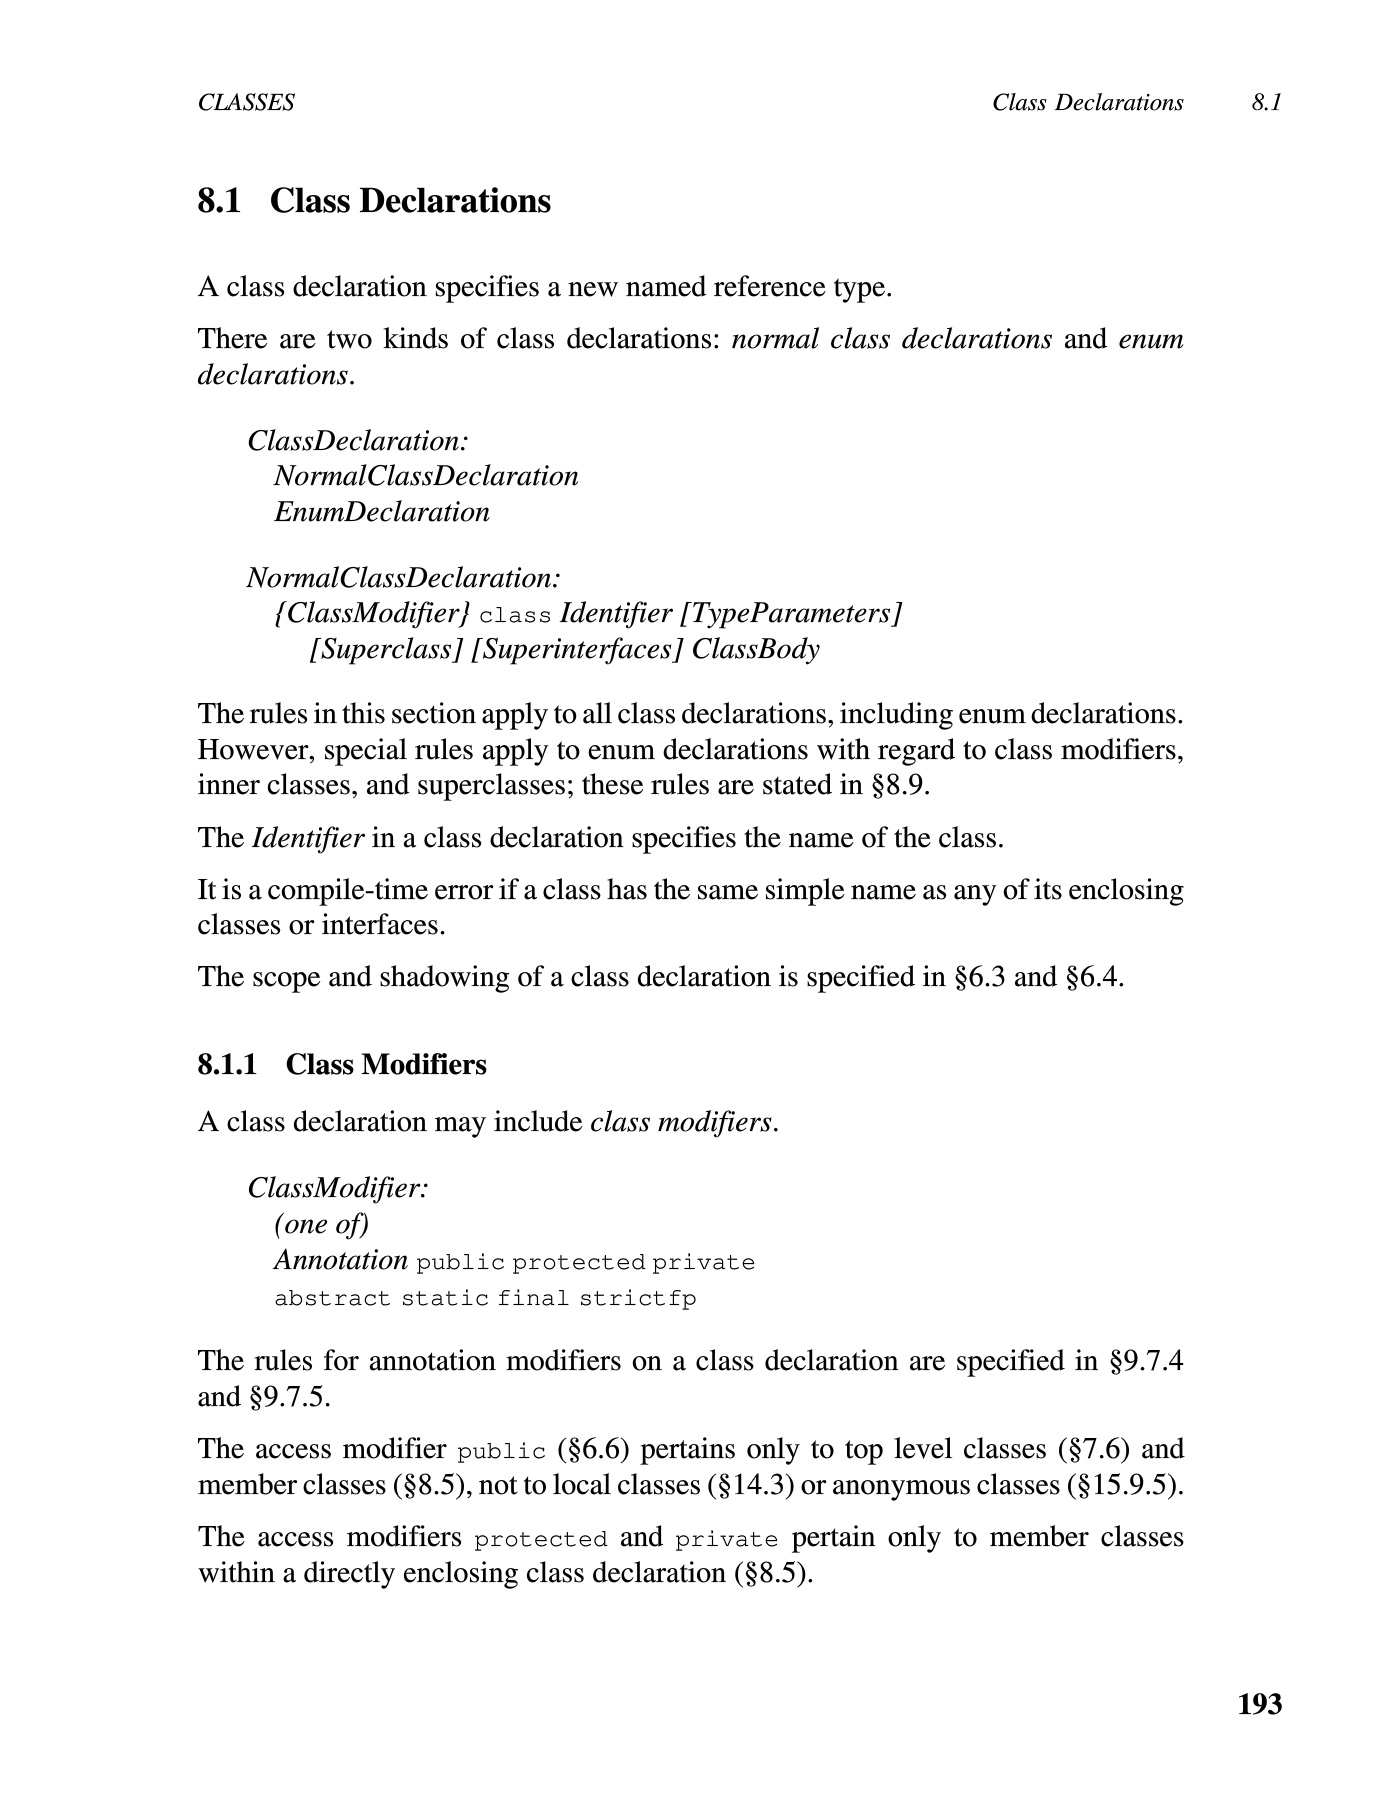 CLASSES Class Declarations 8.1
8.1 Class Declarations
A class declaration specifies a new named reference type.
There are two kinds of class declarations: normal class declarations and enum
declarations.
ClassDeclaration:
NormalClassDeclaration
EnumDeclaration
NormalClassDeclaration:
{ClassModifier} class Identifier [TypeParameters]
[Superclass] [Superinterfaces] ClassBody
The rules in this section apply to all class declarations, including enum declarations.
However, special rules apply to enum declarations with regard to class modifiers,
inner classes, and superclasses; these rules are stated in §8.9.
The Identifier in a class declaration specifies the name of the class.
It is a compile-time error if a class has the same simple name as any of its enclosing
classes or interfaces.
The scope and shadowing of a class declaration is specified in §6.3 and §6.4.
8.1.1 Class Modifiers
A class declaration may include class modifiers.
ClassModifier:
(one of)
Annotation public protected private
abstract static final strictfp
The rules for annotation modifiers on a class declaration are specified in §9.7.4
and §9.7.5.
The access modifier public (§6.6) pertains only to top level classes (§7.6) and
member classes (§8.5), not to local classes (§14.3) or anonymous classes (§15.9.5).
The access modifiers protected and private pertain only to member classes
within a directly enclosing class declaration (§8.5).
193